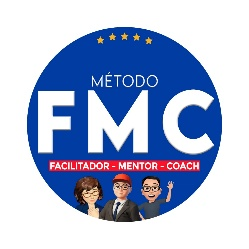 MÉTODO
FMC
FACILITADOR - MENTOR - COACH